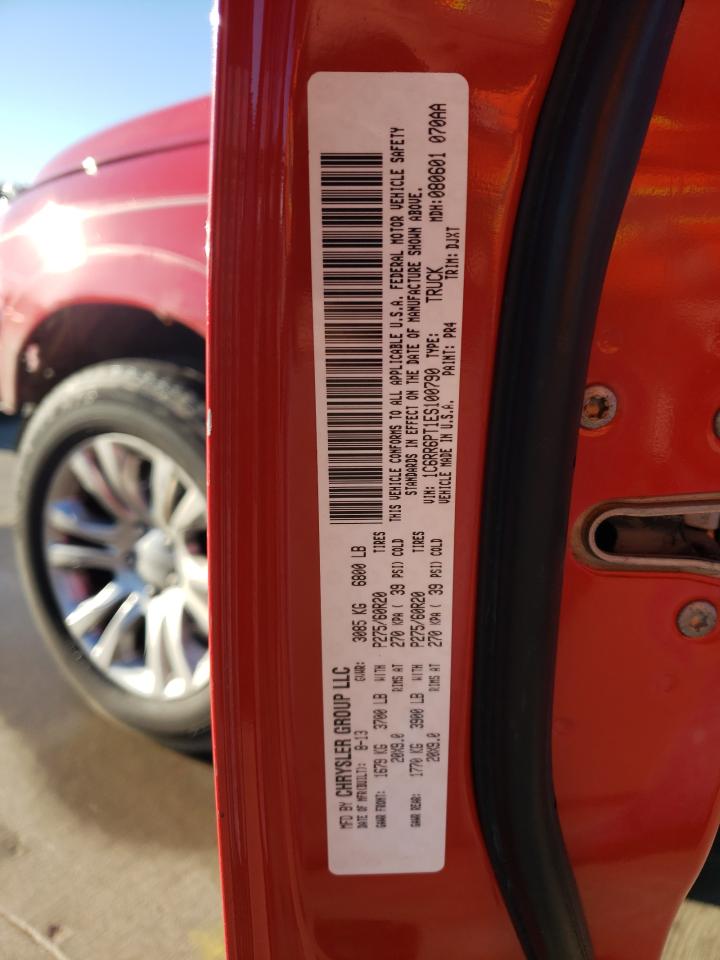 MFD BY CHRYSLER GROUP LLC
DATE OF MFR(BUILT): 8-13 GVWR: 3085 KG 6800 LB
GAWR FRONT: 1679 KG 3700 LB WITH P275/60R20 TIRES
20X9.0 RIMS AT 270 KPA ( 39 PSI) COLD
GAWR REAR: 1770 KG 3900 LB WITH P275/60R20 TIRES
20X9.0 RIMS AT 270 KPA ( 39 PSI) COLD
THIS VEHICLE CONFORMS TO ALL APPLICABLE U.S.A. FEDERAL MOTOR VEHICLE SAFETY
STANDARDS IN EFFECT ON THE DATE OF MANUFACTURE SHOWN ABOVE.
VIN: 1C6RR6PT1ES100790 TYPE: TRUCK MDH:080601 070AA
VEHICLE MADE IN U.S.A. PAINT: PR4 TRIM: DJXT